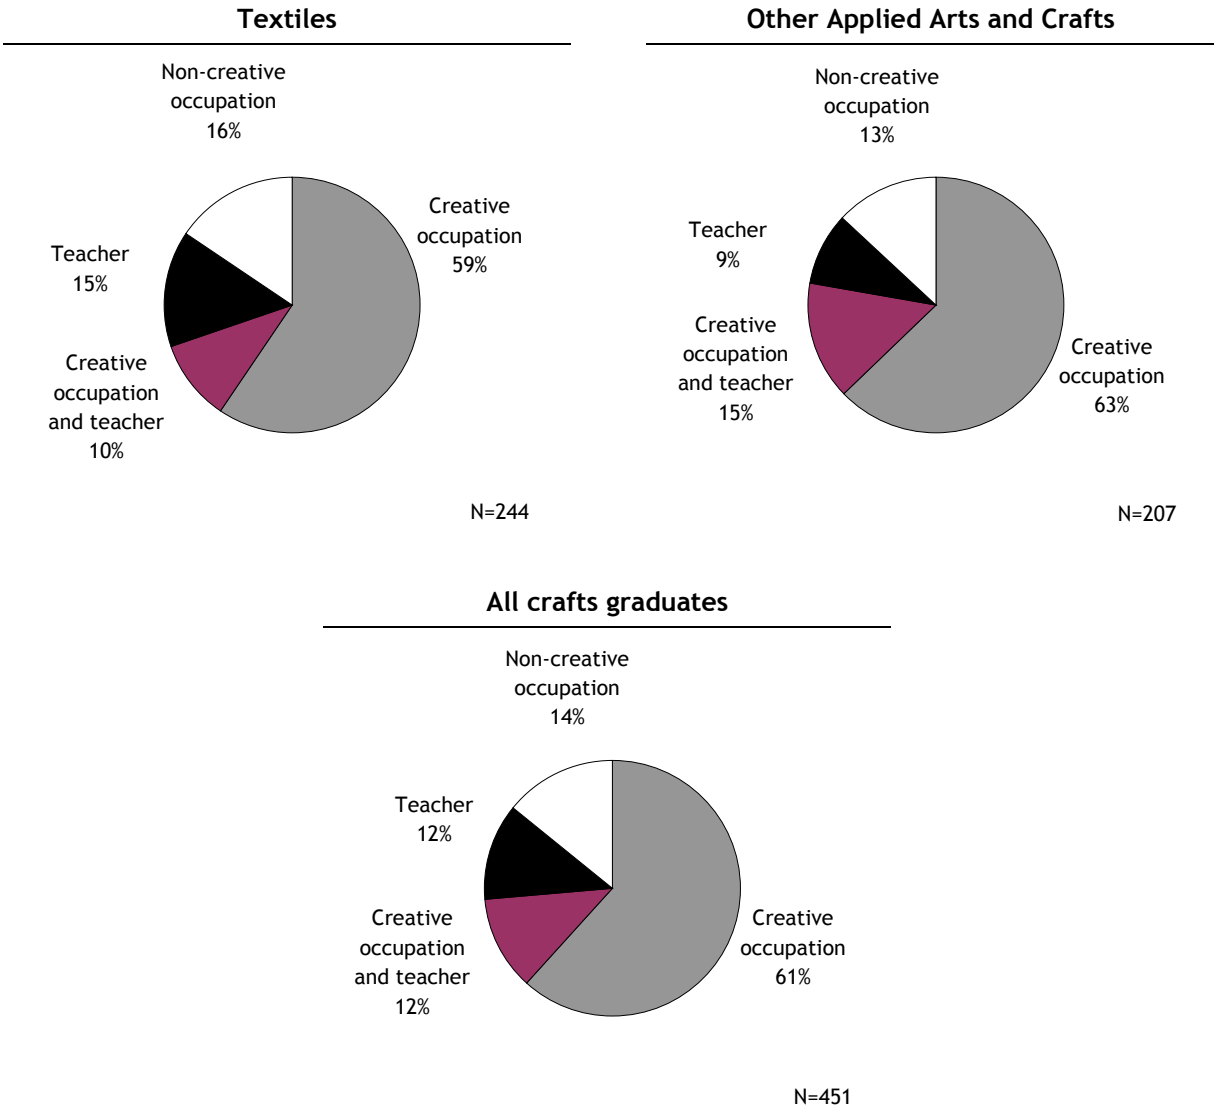 Textiles
Non-creative
occupation
16%
Creative
occupation
59%
Teacher
15%
Creative
occupation
and teacher
10%
N=244
Other Applied Arts and Crafts
Non-creative
occupation
13%
Teacher
9%
Creative
occupation
and teacher
15%
Creative
occupation
63%
N=207
All crafts graduates
Non-creative
occupation
14%
Teacher
12%
Creative
occupation
and teacher
12%
Creative
occupation
61%
N=451